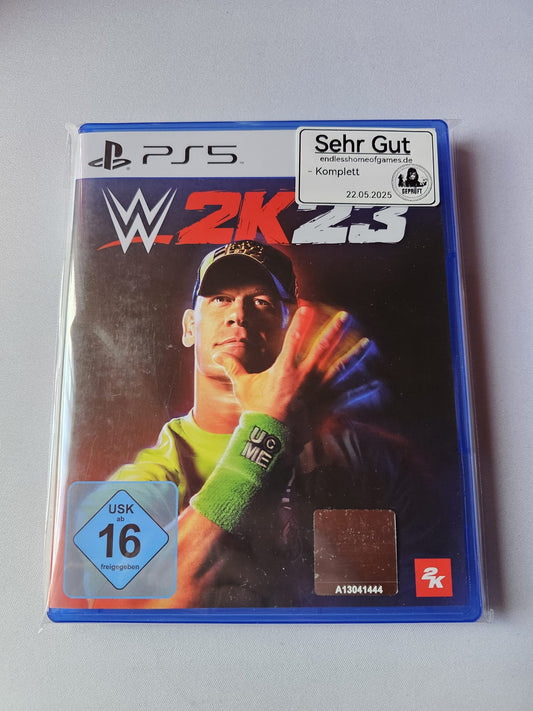 PS5
Sehr Gut
endlesshomeofgames.de
- Komplett
22.05.2025
GEPRÜFT
W 2K23
U C
ME
USK
ab
16
freigegeben
A13041444
2K